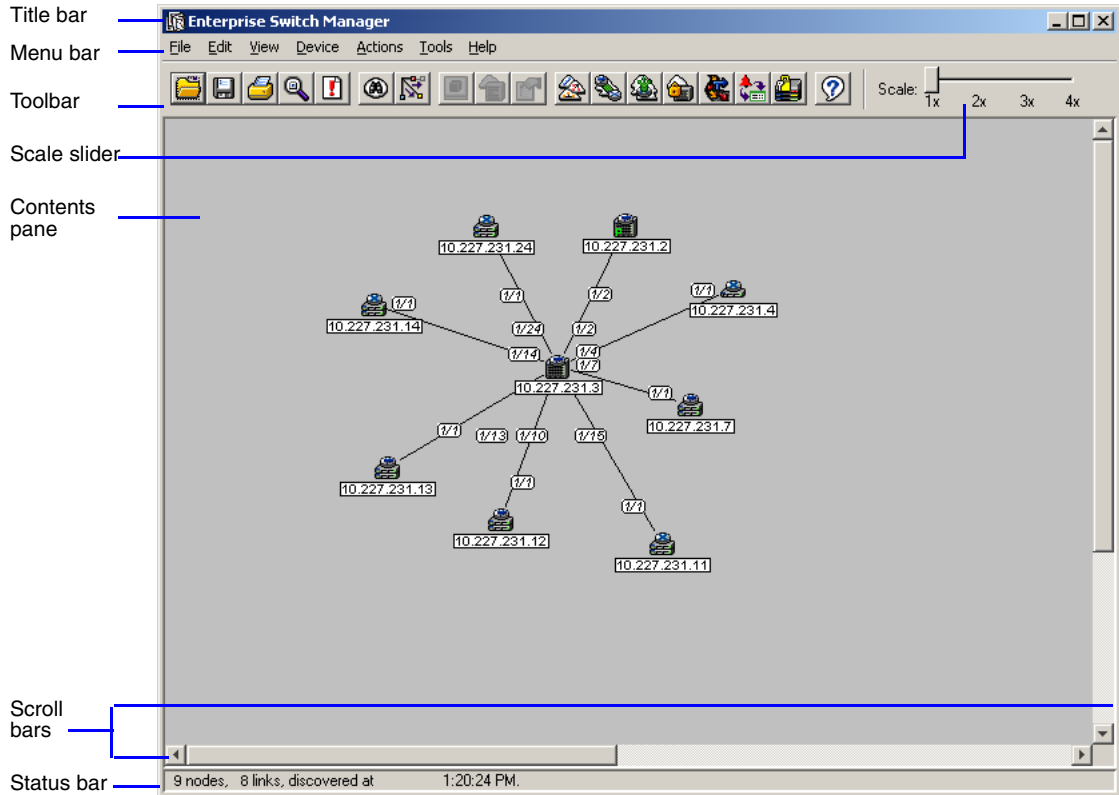 Title bar
Enterprise Switch Manager
Menu bar
File Edit View Device Actions Tools Help
Toolbar
Scale:
1x 2x 3x 4x
Scale slider
Contents
pane
10.227.231.24
10.227.231.2
1/1
1/2
1/1
10.227.231.4
1/1
10.227.231.14
1/24
1/2
1/14
1/4
1/7
10.227.231.3
1/1
10.227.231.7
1/1
1/13
1/10
1/15
10.227.231.13
1/1
10.227.231.12
1/1
10.227.231.11
Scroll
bars
Status bar
9 nodes, 8 links, discovered at 1:20:24 PM.